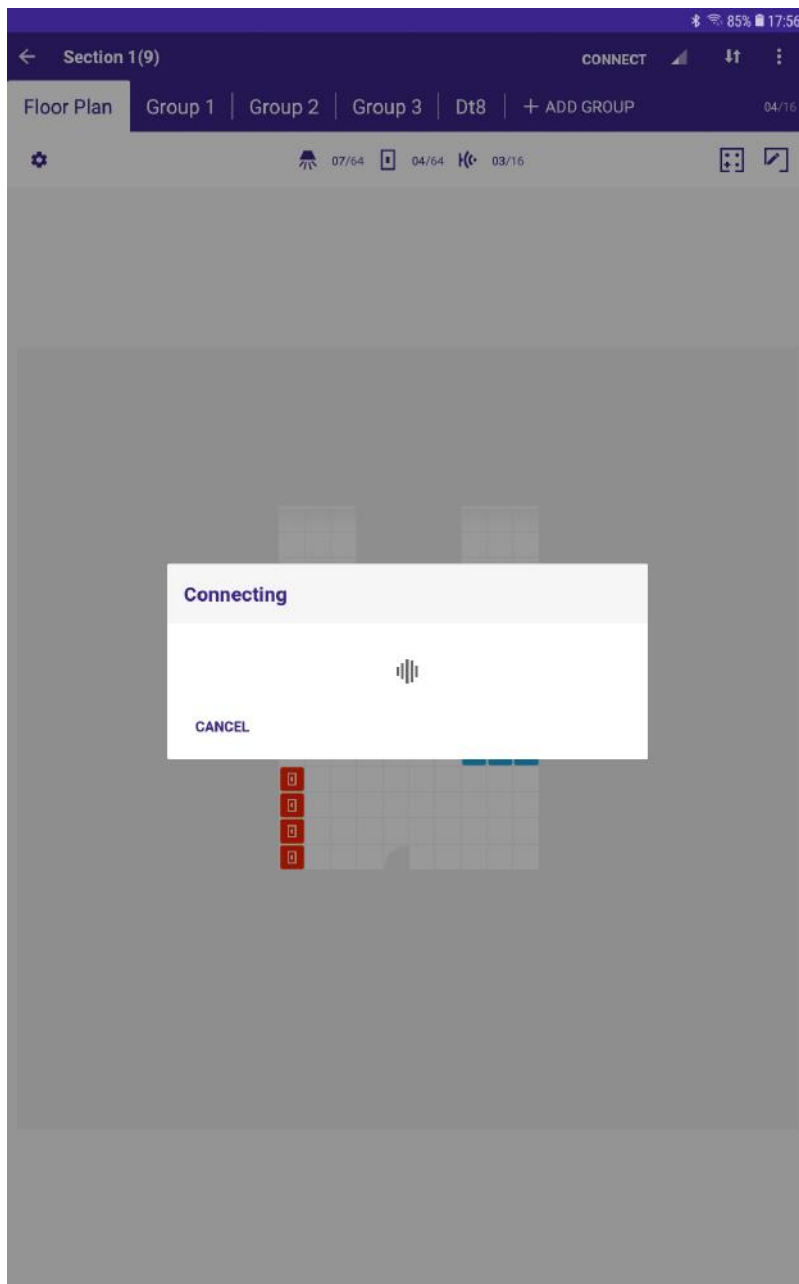 85% 17:56
Section 1(9) CONNECT
Floor Plan Group 1 Group 2 Group 3 Dt8 + ADD GROUP 04/16
07/64 04/64 03/16
Connecting
CANCEL